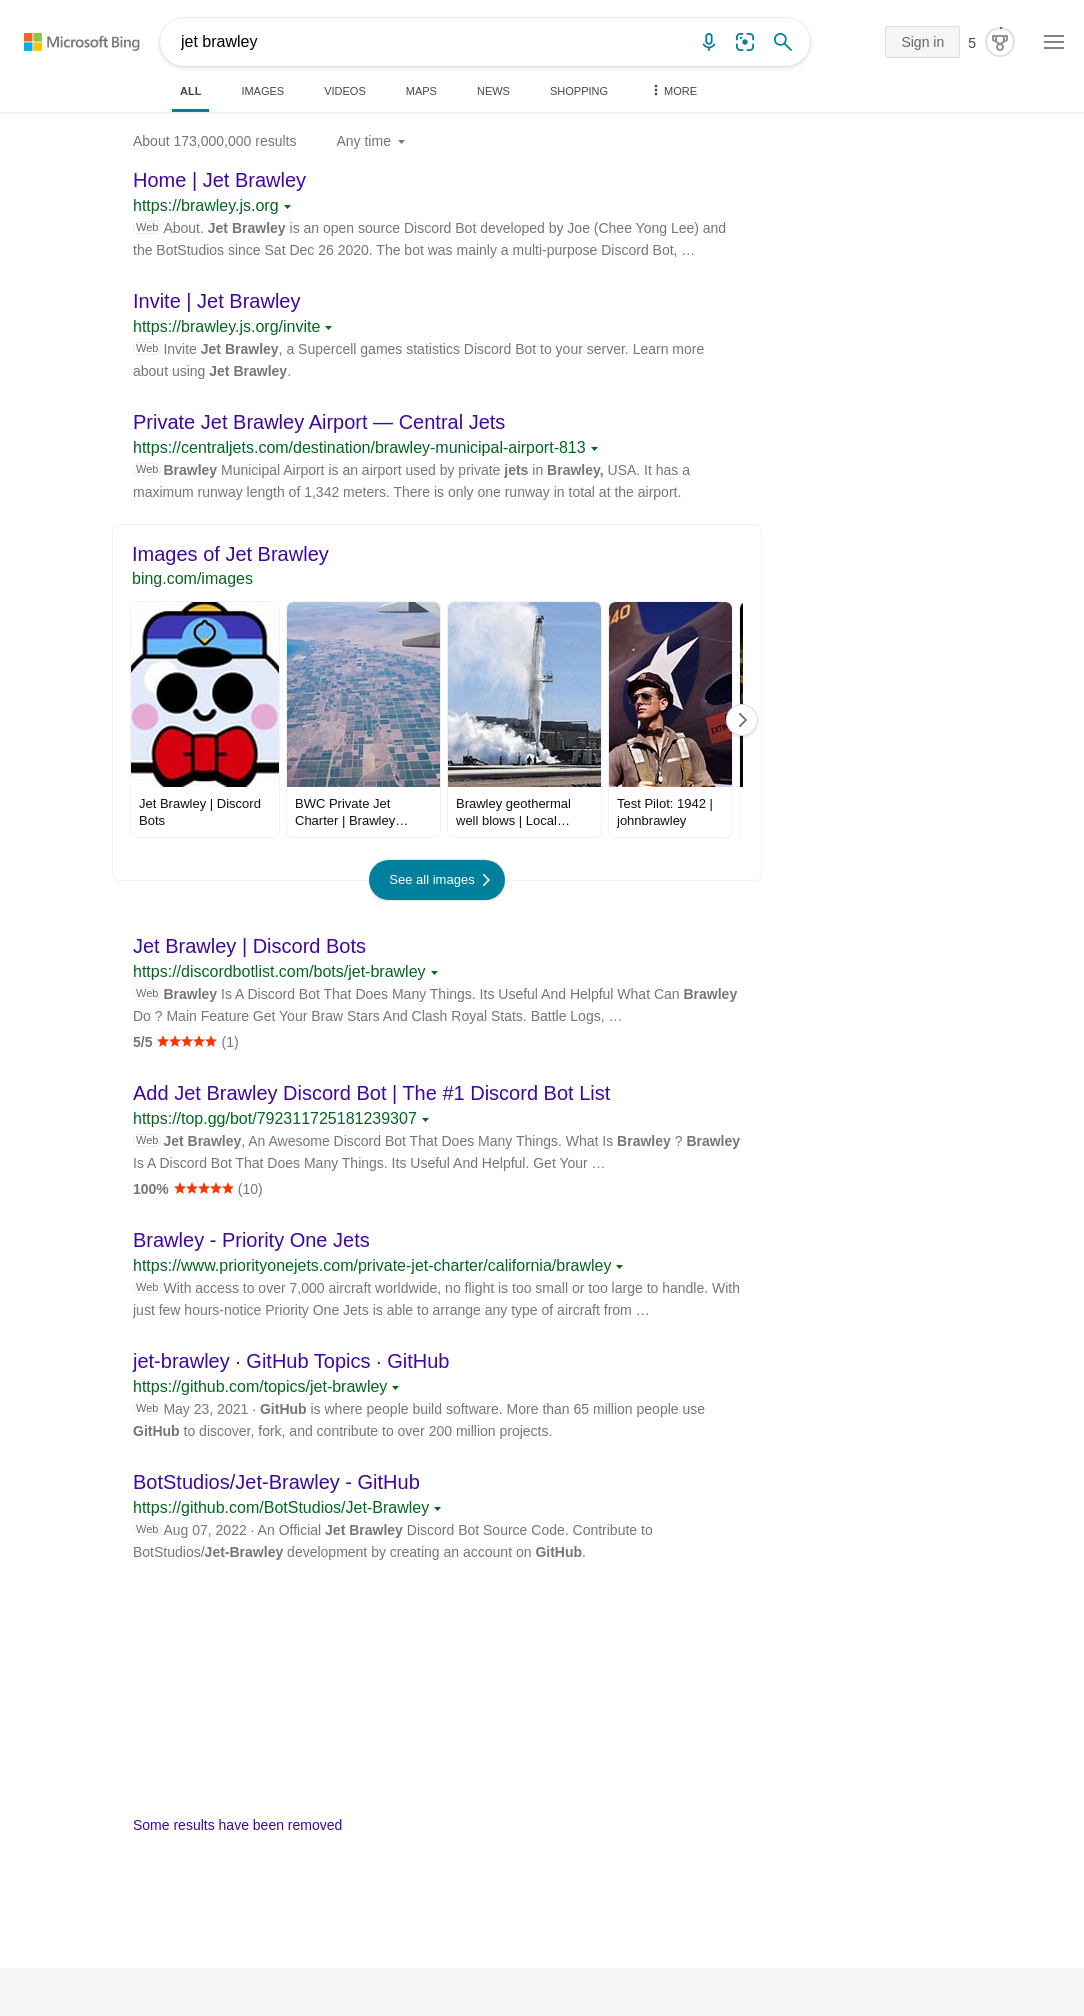 Microsoft Bing
jet brawley
Sign in
5
ALL IMAGES VIDEOS MAPS NEWS SHOPPING MORE
About 173,000,000 results Any time
Home | Jet Brawley
https://brawley.js.org
Web About. Jet Brawley is an open source Discord Bot developed by Joe (Chee Yong Lee) and
the BotStudios since Sat Dec 26 2020. The bot was mainly a multi-purpose Discord Bot, …
Invite | Jet Brawley
https://brawley.js.org/invite
Web Invite Jet Brawley, a Supercell games statistics Discord Bot to your server. Learn more
about using Jet Brawley.
Private Jet Brawley Airport — Central Jets
https://centraljets.com/destination/brawley-municipal-airport-813
Web Brawley Municipal Airport is an airport used by private jets in Brawley, USA. It has a
maximum runway length of 1,342 meters. There is only one runway in total at the airport.
Images of Jet Brawley
bing.com/images
40
EXTIN
Jet Brawley | Discord
Bots
BWC Private Jet
Charter | Brawley…
Brawley geothermal
well blows | Local…
Test Pilot: 1942 |
johnbrawley
See all images
Jet Brawley | Discord Bots
https://discordbotlist.com/bots/jet-brawley
Web Brawley Is A Discord Bot That Does Many Things. Its Useful And Helpful What Can Brawley
Do ? Main Feature Get Your Braw Stars And Clash Royal Stats. Battle Logs, …
5/5 ★★★★★ (1)
Add Jet Brawley Discord Bot | The #1 Discord Bot List
https://top.gg/bot/792311725181239307
Web Jet Brawley, An Awesome Discord Bot That Does Many Things. What Is Brawley ? Brawley
Is A Discord Bot That Does Many Things. Its Useful And Helpful. Get Your …
100% ★★★★★ (10)
Brawley - Priority One Jets
https://www.priorityonejets.com/private-jet-charter/california/brawley
Web With access to over 7,000 aircraft worldwide, no flight is too small or too large to handle. With
just few hours-notice Priority One Jets is able to arrange any type of aircraft from …
jet-brawley · GitHub Topics · GitHub
https://github.com/topics/jet-brawley
Web May 23, 2021 · GitHub is where people build software. More than 65 million people use
GitHub to discover, fork, and contribute to over 200 million projects.
BotStudios/Jet-Brawley - GitHub
https://github.com/BotStudios/Jet-Brawley
Web Aug 07, 2022 · An Official Jet Brawley Discord Bot Source Code. Contribute to
BotStudios/Jet-Brawley development by creating an account on GitHub.
Some results have been removed